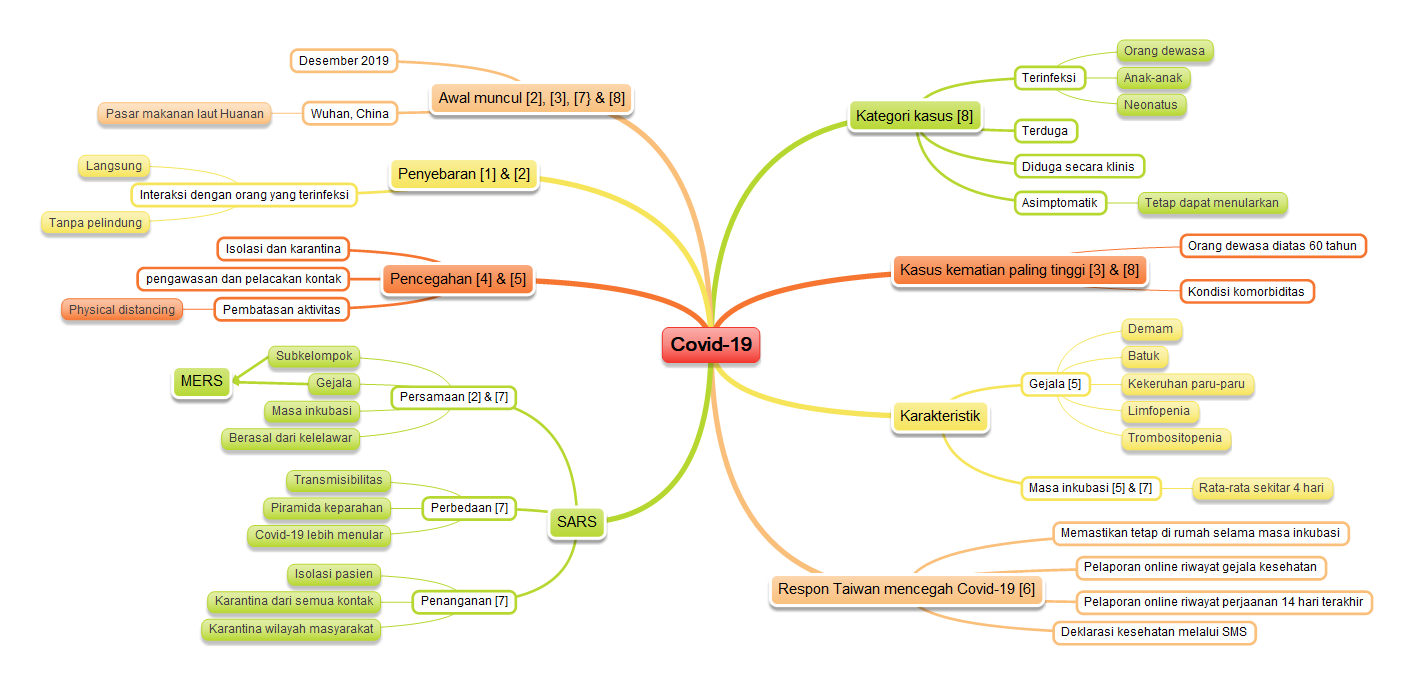 Covid-19
Awal muncul [2], [3], [7} & [8]
Desember 2019
Wuhan, China
Pasar makanan laut Huanan
Penyebaran [1] & [2]
Interaksi dengan orang yang terinfeksi
Langsung
Tanpa pelindung
Pencegahan [4] & [5]
Isolasi dan karantina
pengawasan dan pelacakan kontak
Pembatasan aktivitas
Physical distancing
SARS
Persamaan [2] & [7]
Subkelompok
Gejala
MERS
Masa inkubasi
Berasal dari kelelawar
Perbedaan [7]
Transmisibilitas
Piramida keparahan
Covid-19 lebih menular
Penanganan [7]
Isolasi pasien
Karantina dari semua kontak
Karantina wilayah masyarakat
Kategori kasus [8]
Terinfeksi
Orang dewasa
Anak-anak
Neonatus
Terduga
Diduga secara klinis
Asimptomatik
Tetap dapat menularkan
Kasus kematian paling tinggi [3] & [8]
Orang dewasa diatas 60 tahun
Kondisi komorbiditas
Karakteristik
Gejala [5]
Demam
Batuk
Kekeruhan paru-paru
Limfopenia
Trombositopenia
Masa inkubasi [5] & [7]
Rata-rata sekitar 4 hari
Respon Taiwan mencegah Covid-19 [6]
Memastikan tetap di rumah selama masa inkubasi
Pelaporan online riwayat gejala kesehatan
Pelaporan online riwayat perjaanan 14 hari terakhir
Deklarasi kesehatan melalui SMS